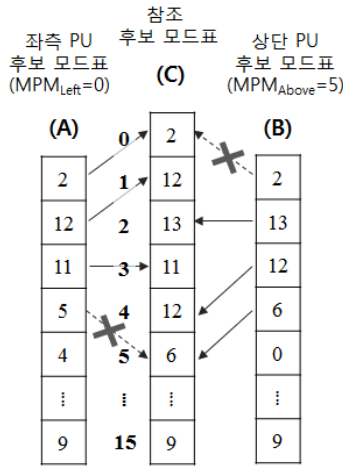 참조
후보 모드표
(C)
좌측 PU
후보 모드표
(MPM_Left=0)
상단 PU
후보 모드표
(MPM_Above=5)
(A)
(B)
0 2
2 1 12 2
12 2 13 13
11 3 11 12
5 4 12 6
4 5 6 0
⁞ ⁞ ⁞ ⁞
9 15 9 9